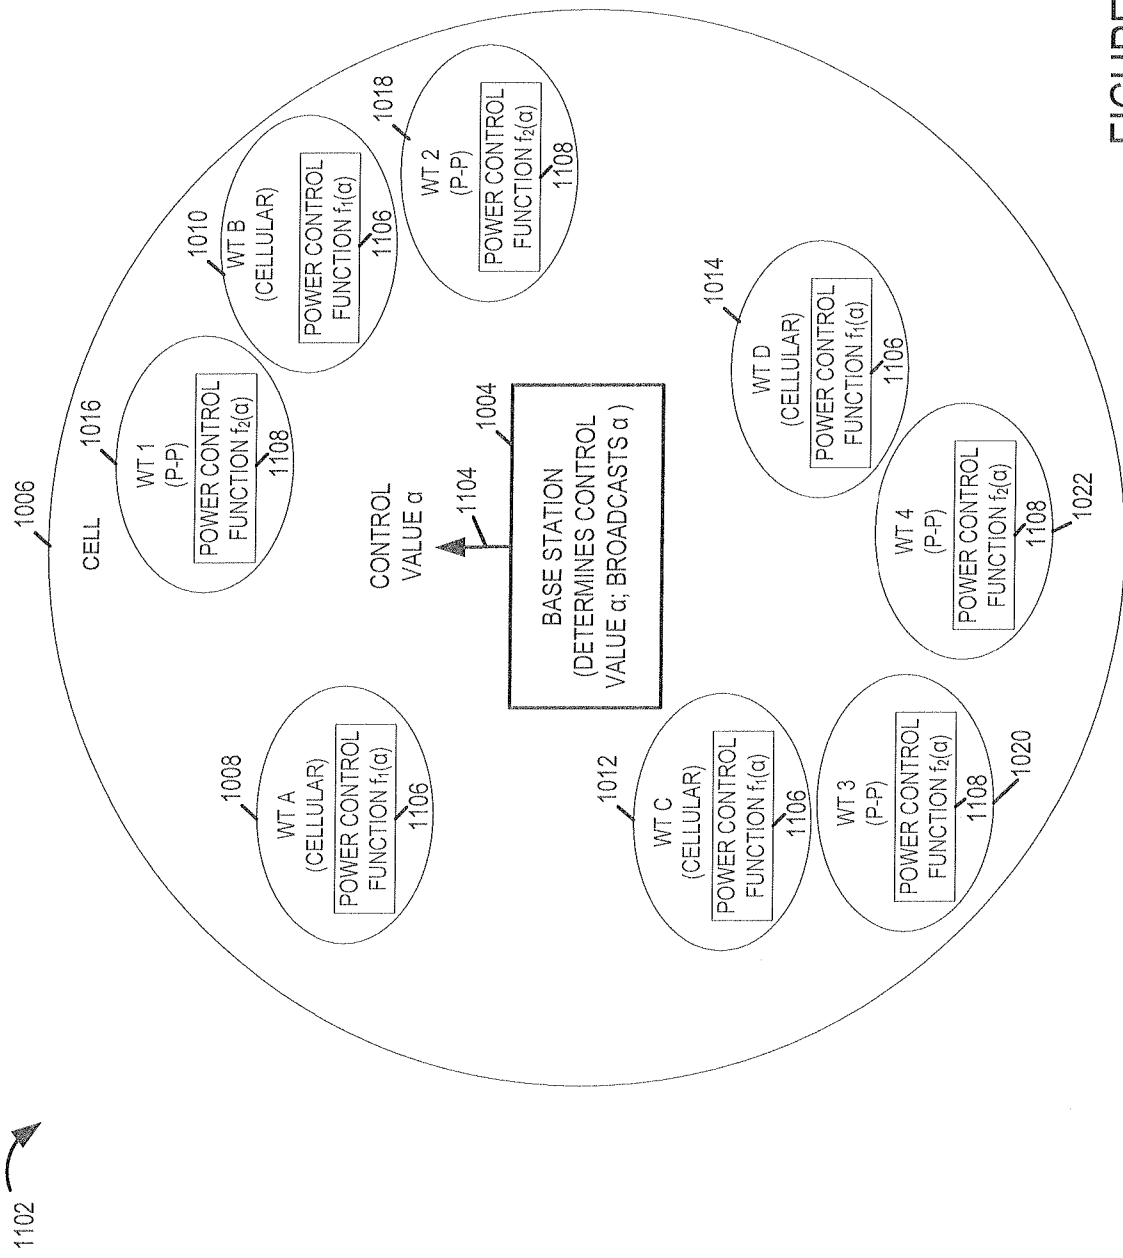 1102
1006
CELL
1016
WT 1
(P-P)
POWER CONTROL
FUNCTION f₂(α)
1108
1008
WT A
(CELLULAR)
POWER CONTROL
FUNCTION f₁(α)
1106
1010
WT B
(CELLULAR)
POWER CONTROL
FUNCTION f₁(α)
1106
CONTROL
VALUE α
1104
1018
WT 2
(P-P)
POWER CONTROL
FUNCTION f₂(α)
1108
1004
BASE STATION
(DETERMINES CONTROL
VALUE α; BROADCASTS α )
1012
WT C
(CELLULAR)
POWER CONTROL
FUNCTION f₁(α)
1106
1014
WT D
(CELLULAR)
POWER CONTROL
FUNCTION f₁(α)
1106
WT 3
(P-P)
POWER CONTROL
FUNCTION f₂(α)
1108
1020
WT 4
(P-P)
POWER CONTROL
FUNCTION f₂(α)
1108
1022
FIGURE